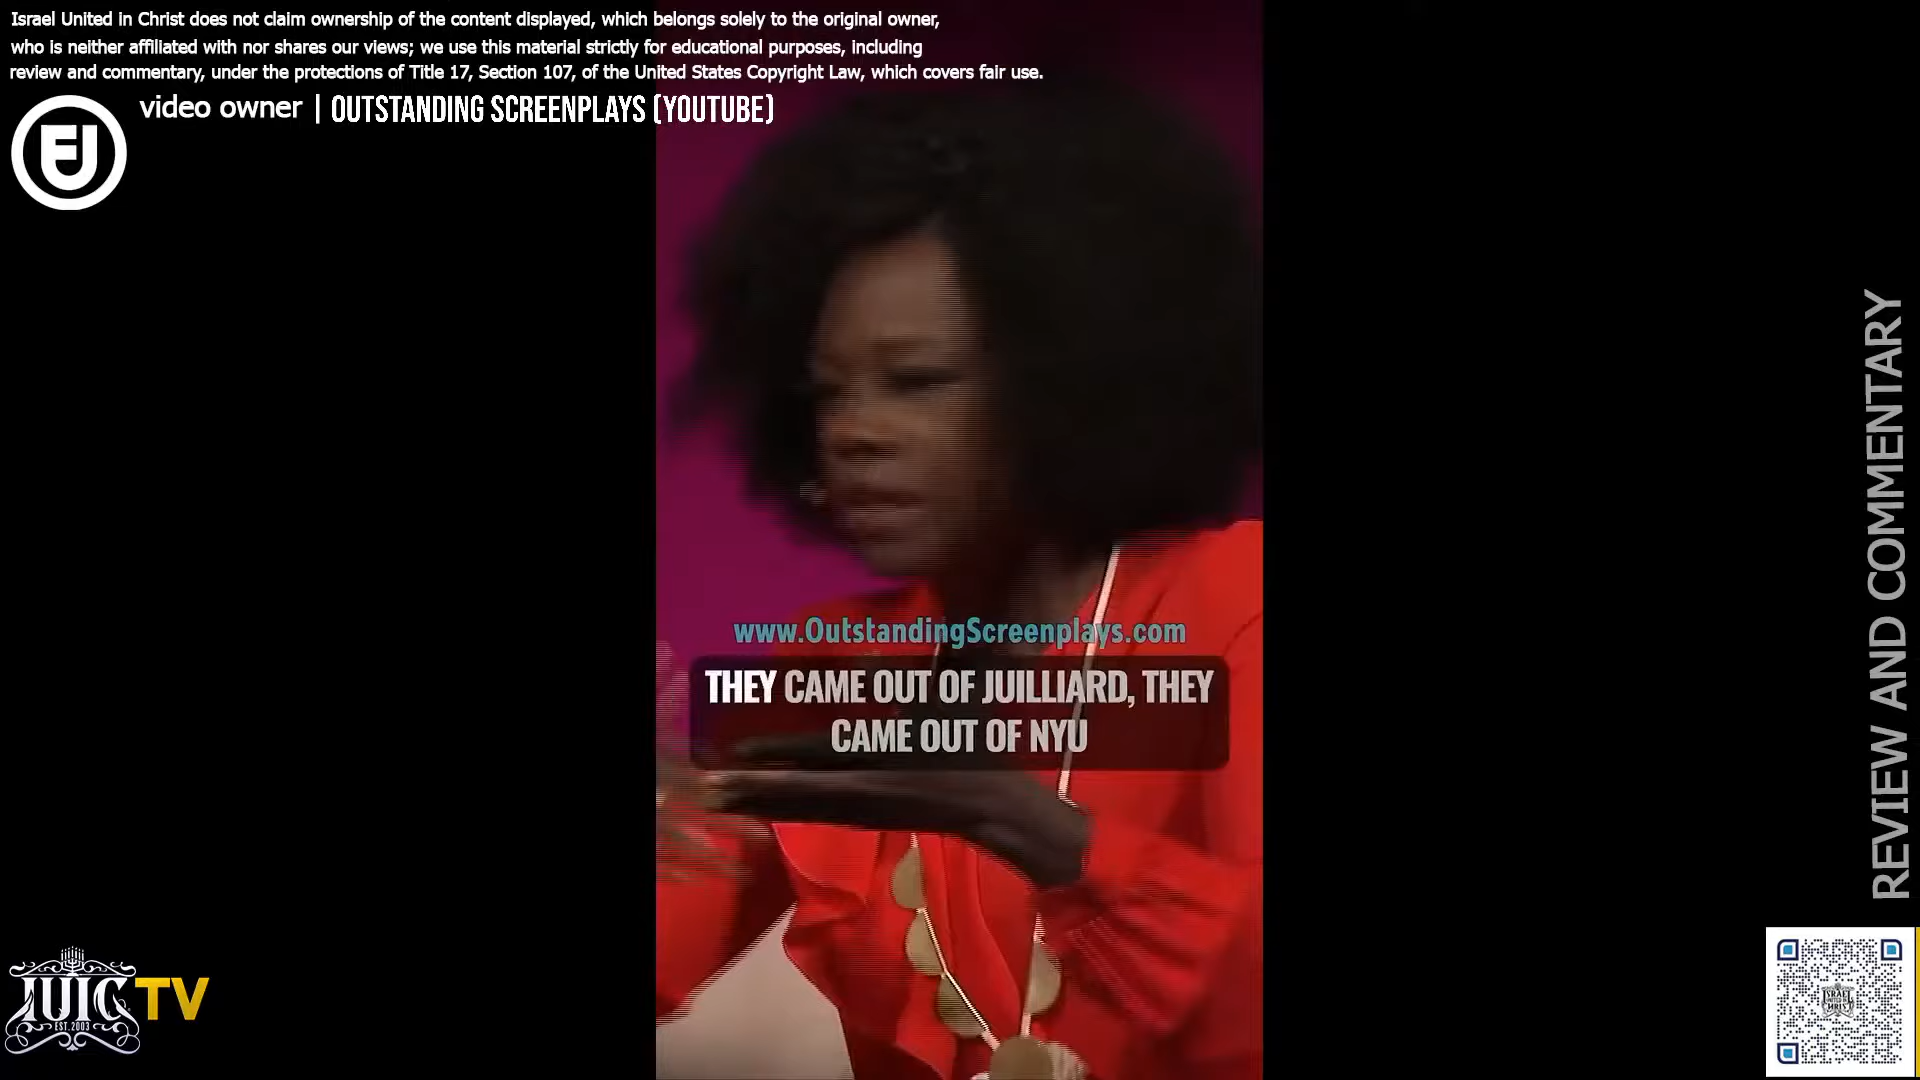 Israel United in Christ does not claim ownership of the content displayed, which belongs solely to the original owner,
who is neither affiliated with nor shares our views; we use this material strictly for educational purposes, including
review and commentary, under the protections of Title 17, Section 107, of the United States Copyright Law, which covers fair use.
video owner | OUTSTANDING SCREENPLAYS (YOUTUBE)
www.OutstandingScreenplays.com
THEY CAME OUT OF JUILLIARD, THEY
CAME OUT OF NYU
REVIEW AND COMMENTARY
IUIC TV
EST. 2003
ISRAEL
UNITED IN
CHRIST